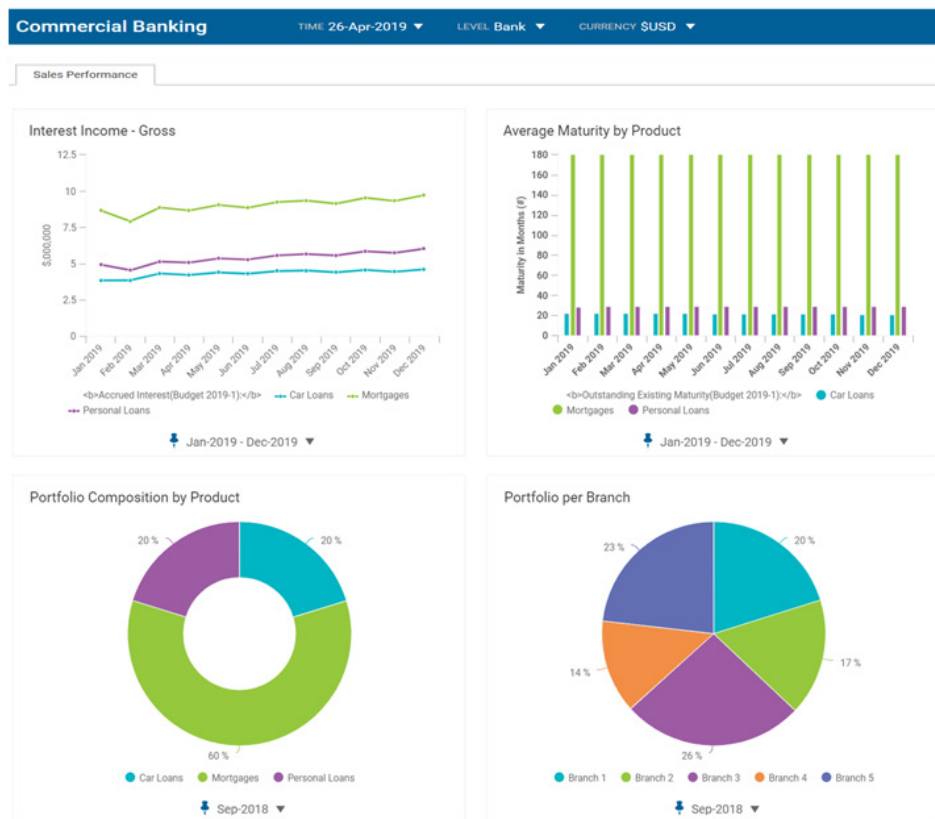 Commercial Banking TIME 26-Apr-2019 LEVEL Bank CURRENCY $USD
Sales Performance
Interest Income - Gross
12.5
10
7.5
5
2.5
0
$,000,000
Jan 2019 Feb 2019 Mar 2019 Apr 2019 May 2019 Jun 2019 Jul 2019 Aug 2019 Sep 2019 Oct 2019 Nov 2019 Dec 2019
<b>Accrued Interest(Budget 2019-1):</b> Car Loans Mortgages
Personal Loans
Jan-2019 - Dec-2019
Average Maturity by Product
180
160
140
120
100
80
60
40
20
0
Maturity in Months (#)
Jan 2019 Feb 2019 Mar 2019 Apr 2019 May 2019 Jun 2019 Jul 2019 Aug 2019 Sep 2019 Oct 2019 Nov 2019 Dec 2019
<b>Outstanding Existing Maturity(Budget 2019-1):</b> Car Loans
Mortgages Personal Loans
Jan-2019 - Dec-2019
Portfolio Composition by Product
20 % 20 %
60 %
Car Loans Mortgages Personal Loans
Sep-2018
Portfolio per Branch
23 % 20 %
14 % 17 %
26 %
Branch 1 Branch 2 Branch 3 Branch 4 Branch 5
Sep-2018